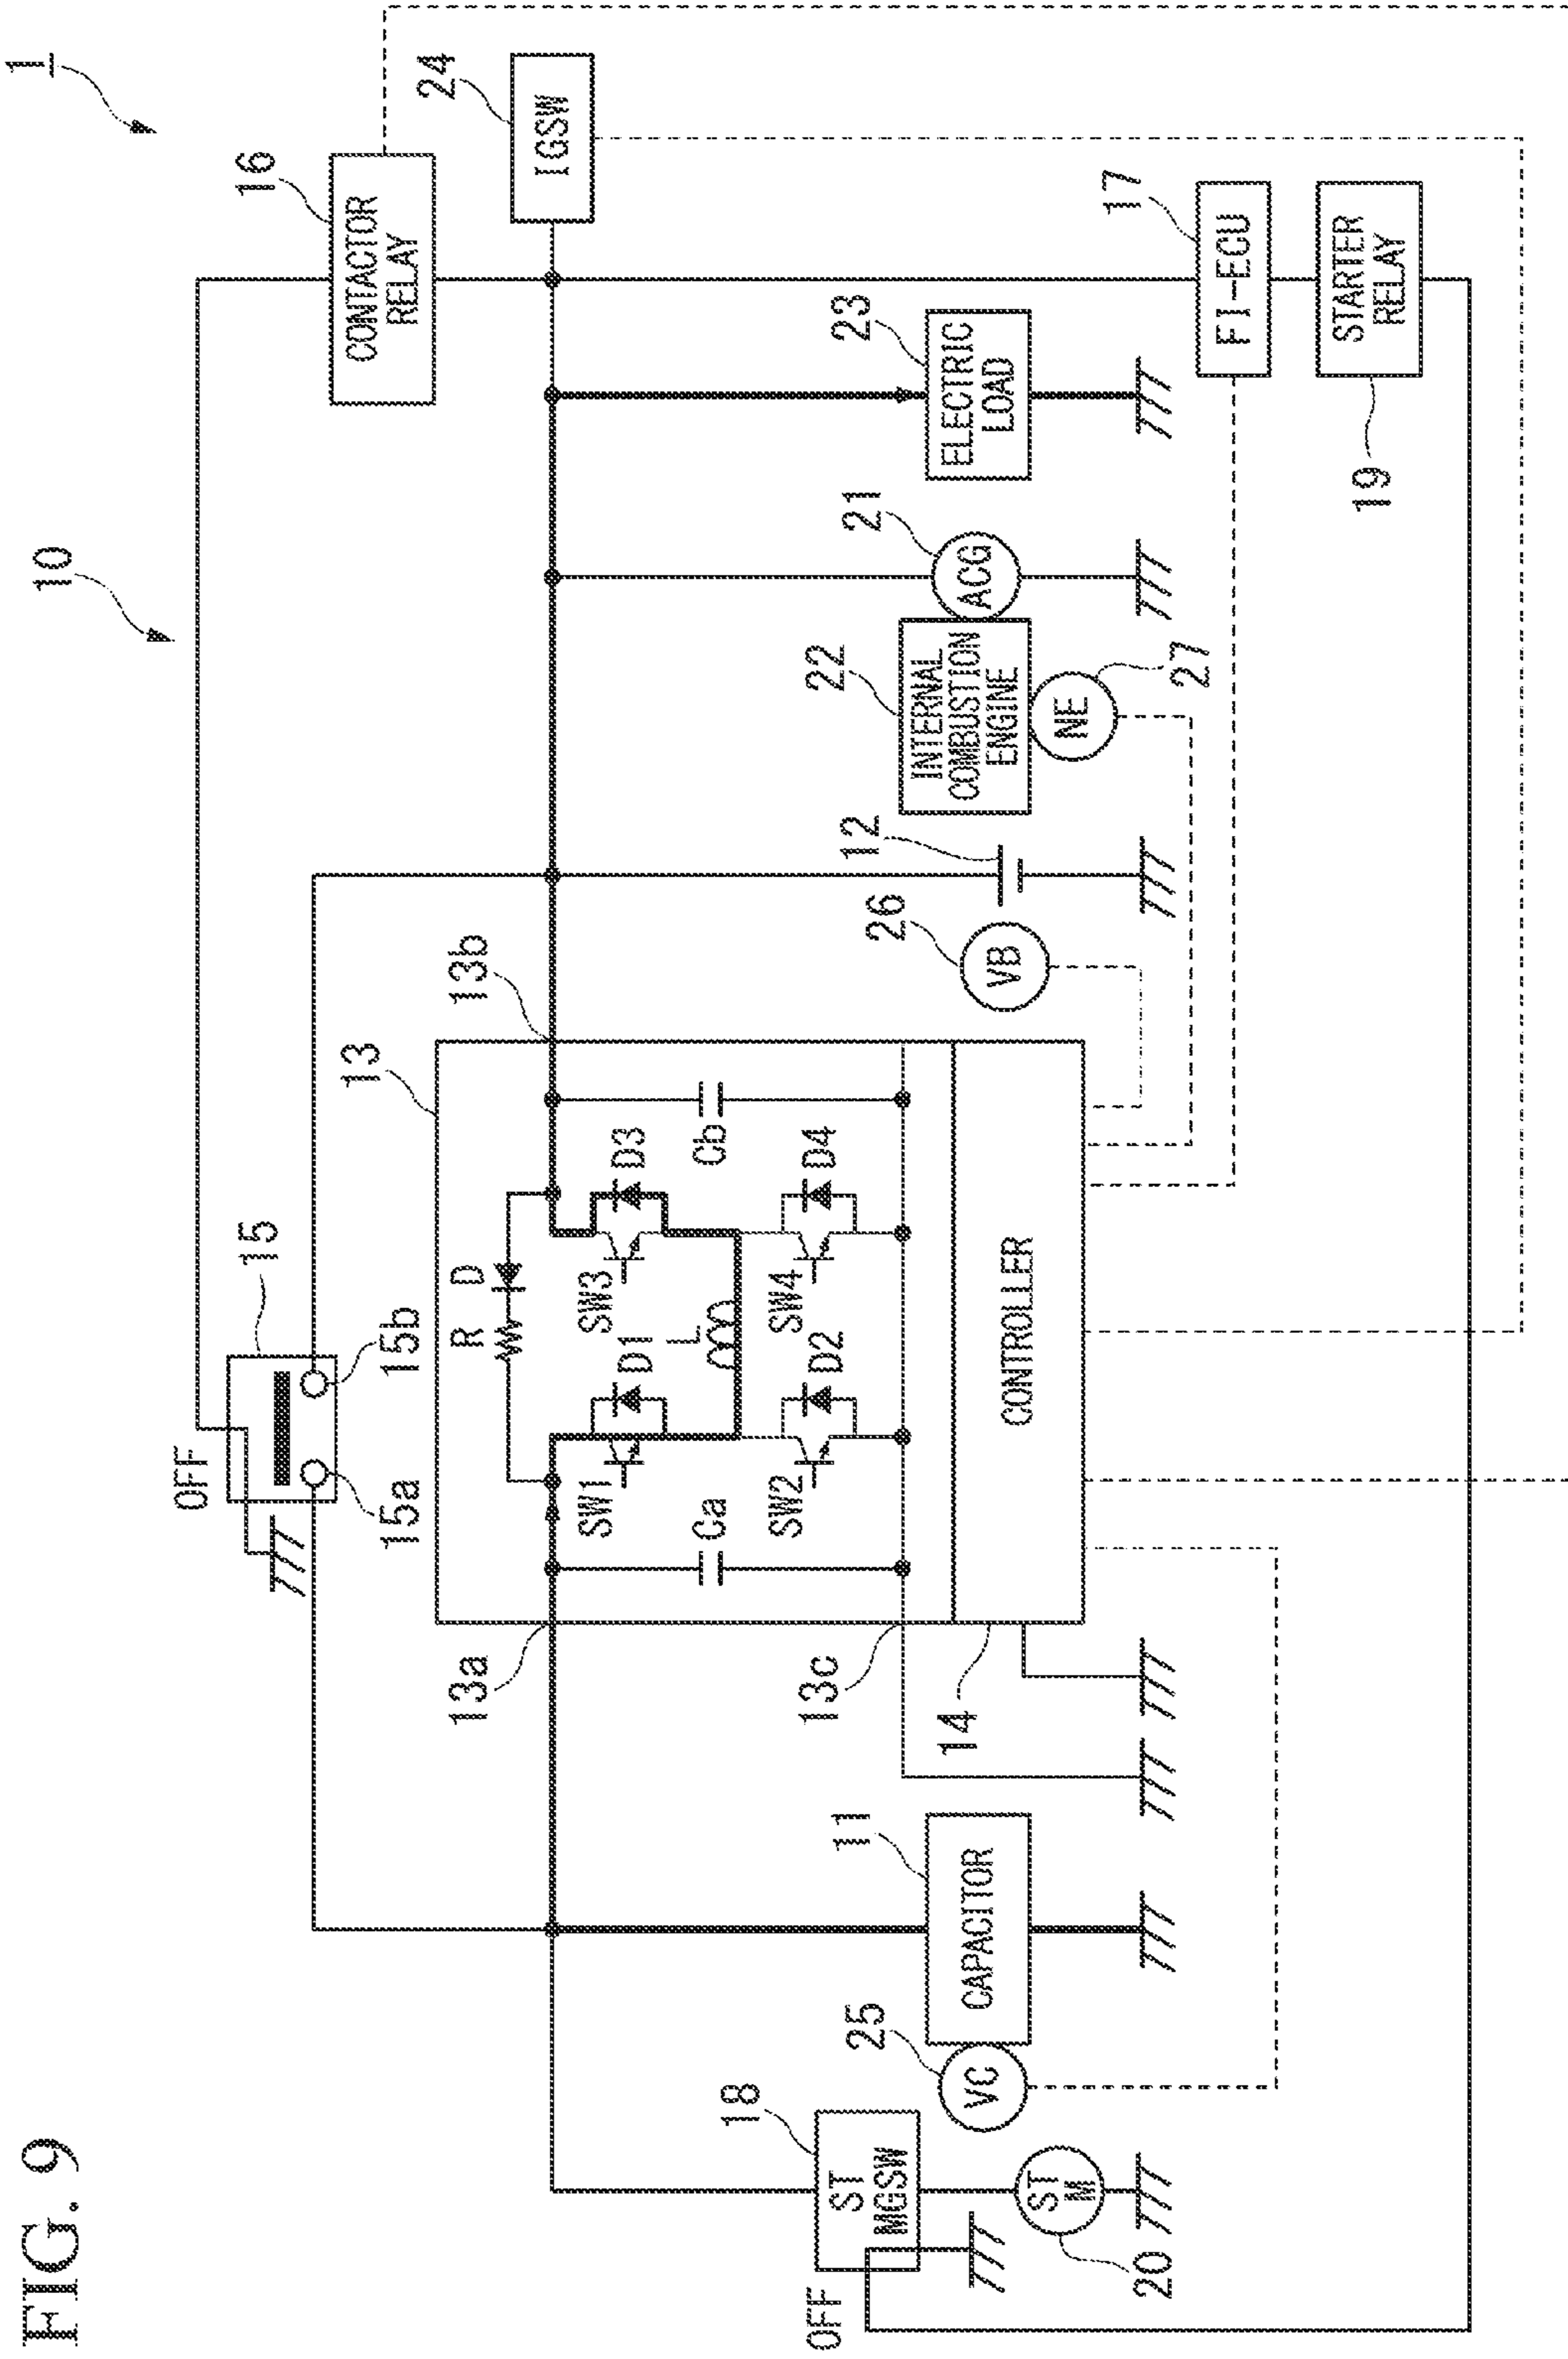 FIG. 9
1
10
OFF
15
15a
15b
16
CONTACTOR
RELAY
24
IGSW
13
13a
13b
13c
R
D
SW1
D1
SW3
D3
L
Ca
Cb
SW2
D2
SW4
D4
CONTROLLER
14
18
ST
MGSW
OFF
20
ST
M
25
VC
11
CAPACITOR
26
VB
12
22
INTERNAL
COMBUSTION
ENGINE
27
NE
21
ACG
23
ELECTRIC
LOAD
17
FI-ECU
19
STARTER
RELAY